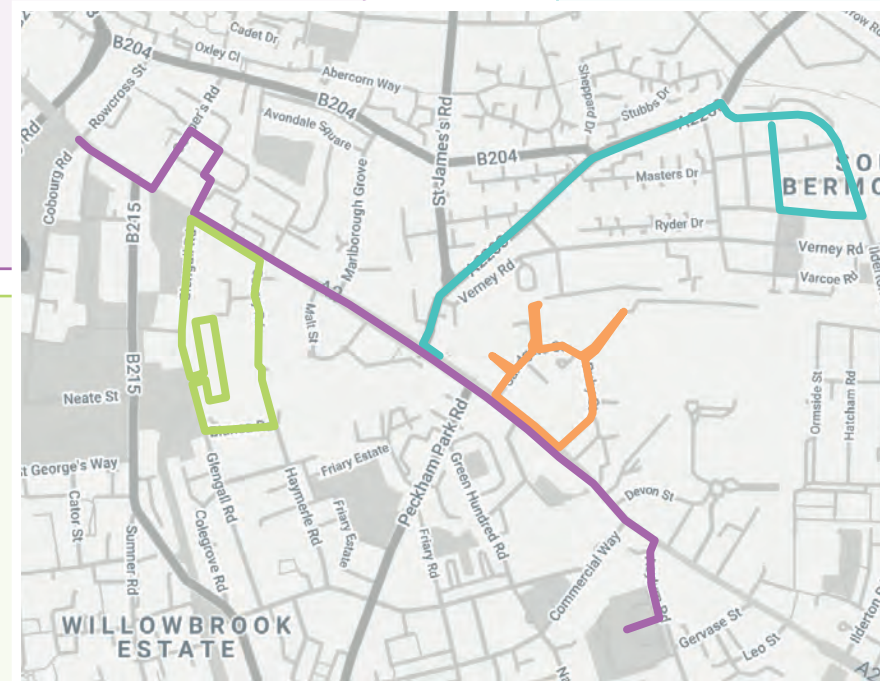 Cadet Dr
B204
Oxley Cl
Rowcross St
Abercorn Way
Sheppard Dr
Stubbs Dr
B204
Avondale Square
St James's Rd
B204
Masters Dr
Cobourg Rd
B215
Marlborough Grove
Ryder Dr
Verney Rd
Varcoe Rd
Verney Rd
Malt St
B215
Neate St
Ormside St
Hatcham Rd
Peckham Park Rd
Friary Estate
St George's Way
Glengall Rd
Haymerle Rd
Green Hundred Rd
Devon St
Cator St
Colegrove Rd
Friary Estate
Friary Rd
Sumner Rd
Commercial Way
WILLOWBROOK
ESTATE
Gervase St
Leo St